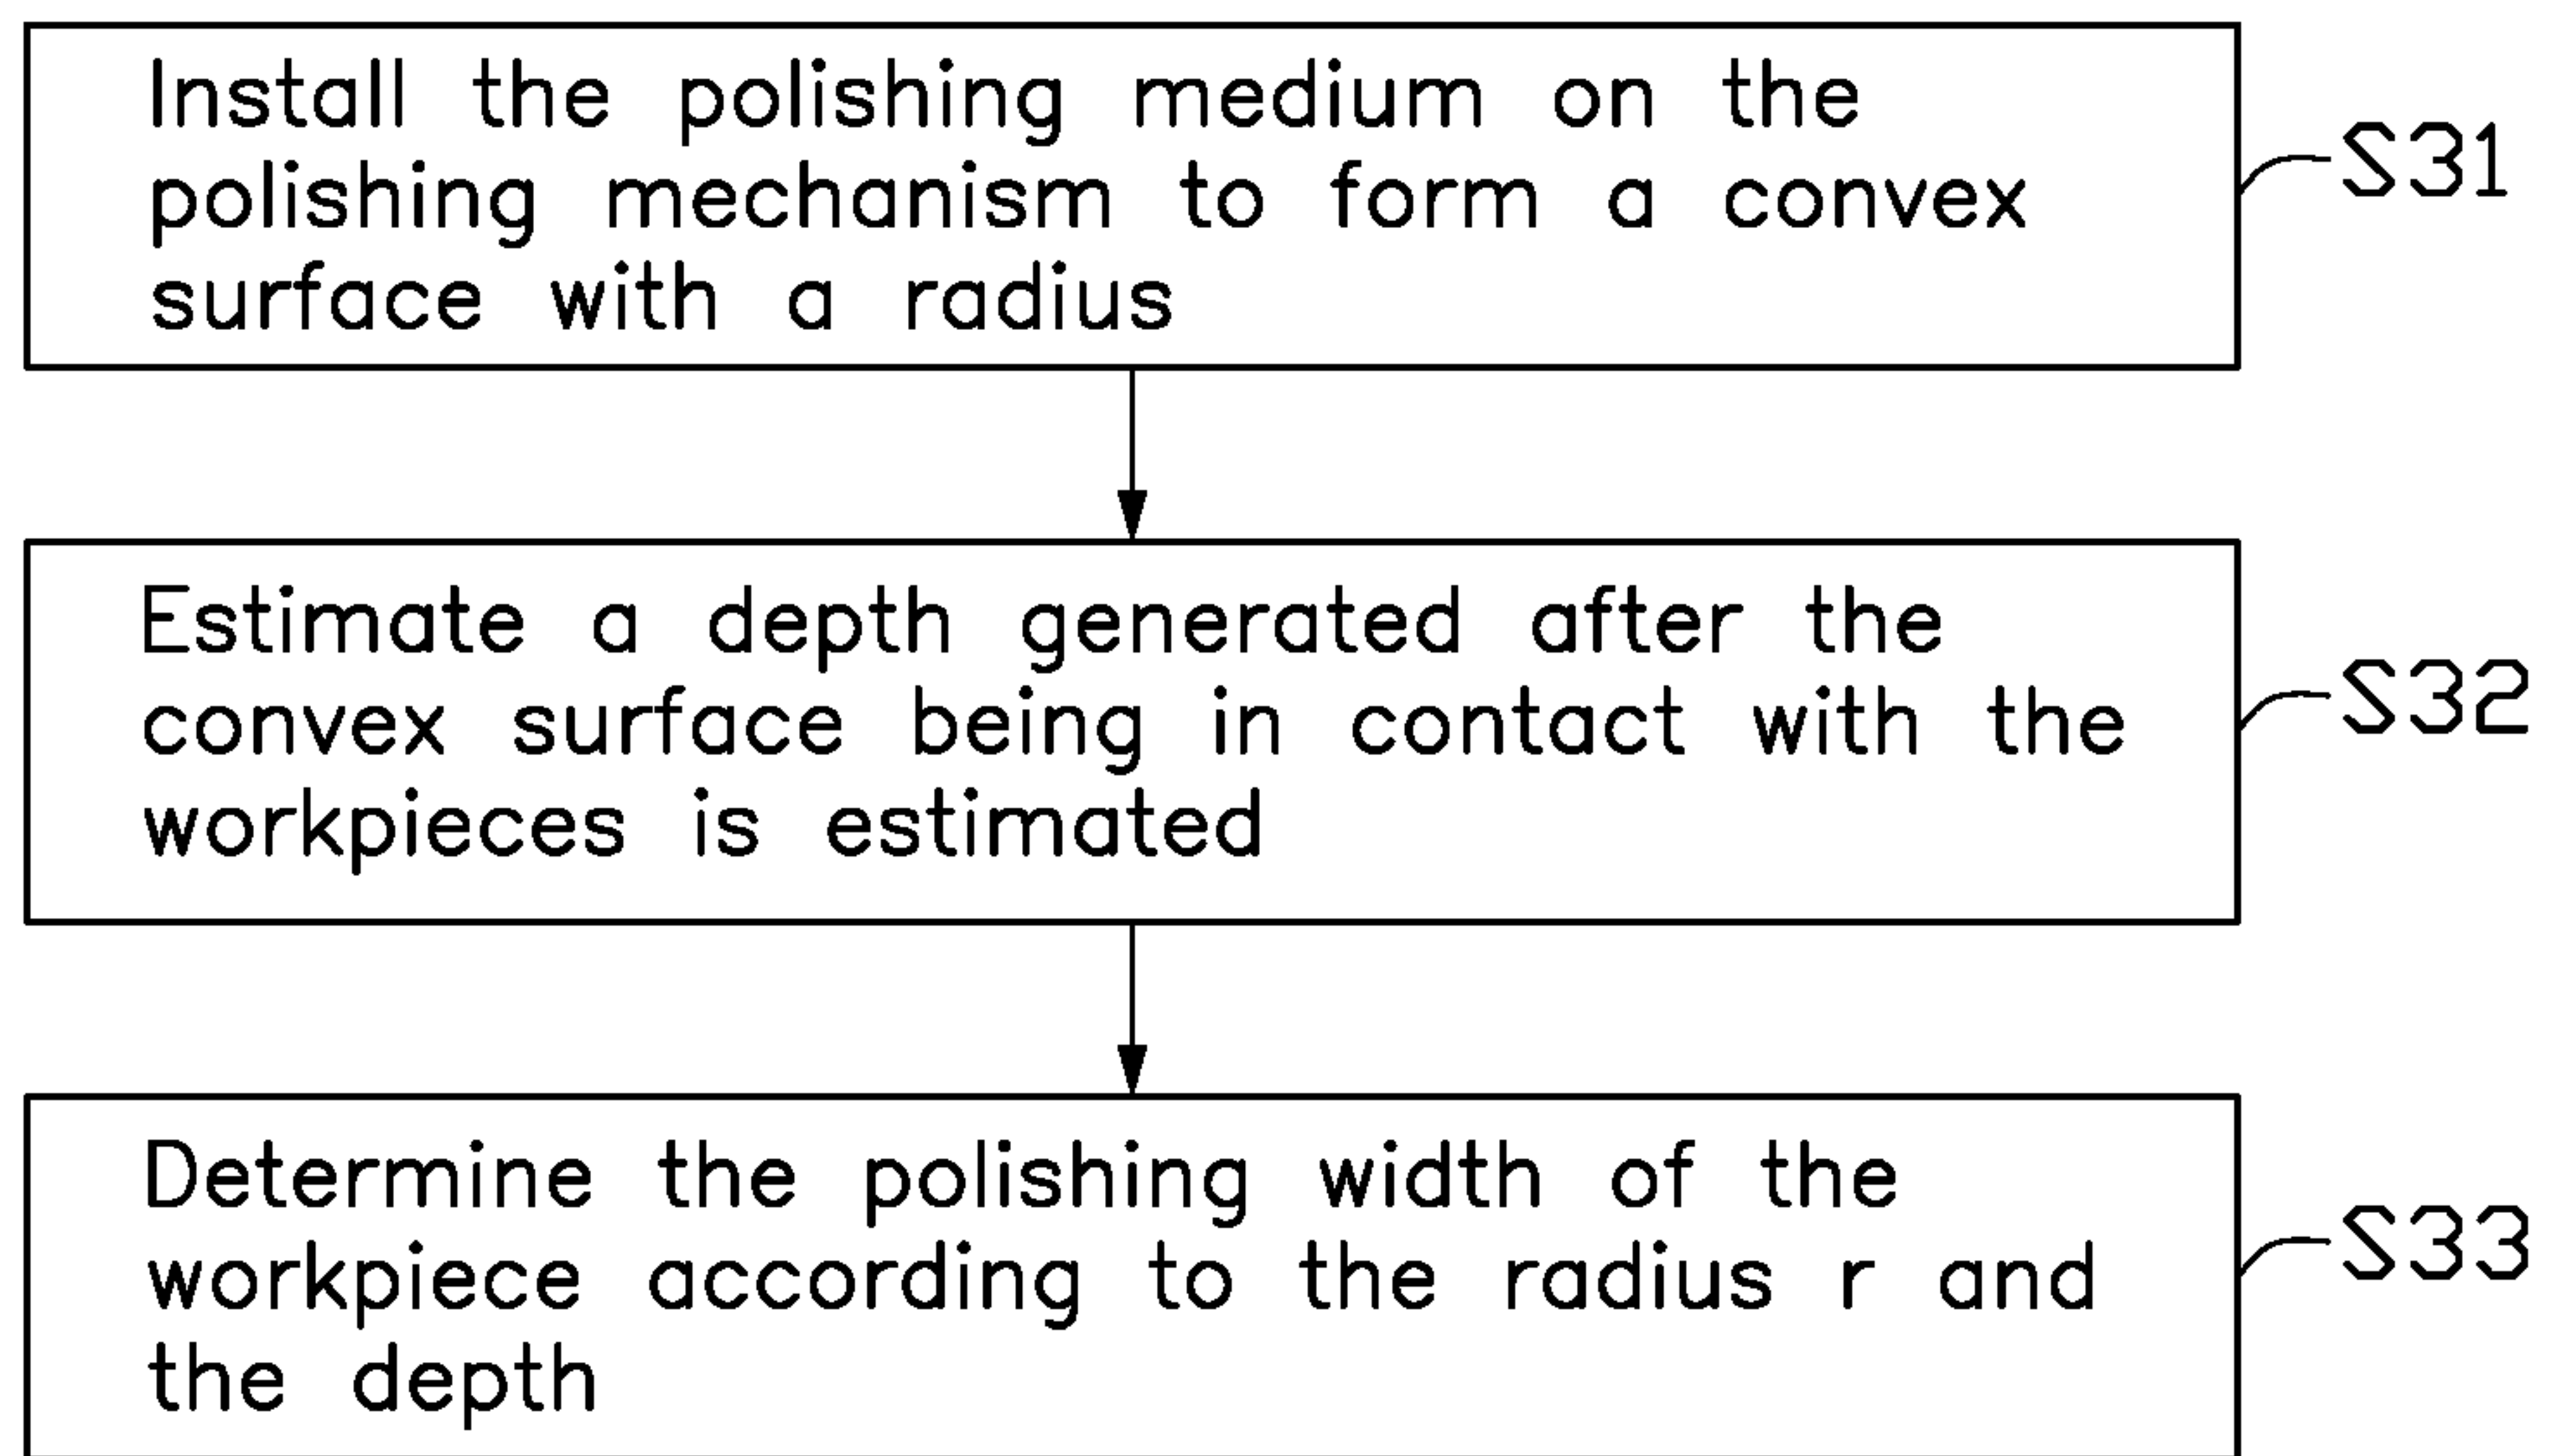 Install the polishing medium on the
polishing mechanism to form a convex
surface with a radius
S31
Estimate a depth generated after the
convex surface being in contact with the
workpieces is estimated
S32
Determine the polishing width of the
workpiece according to the radius r and
the depth
S33